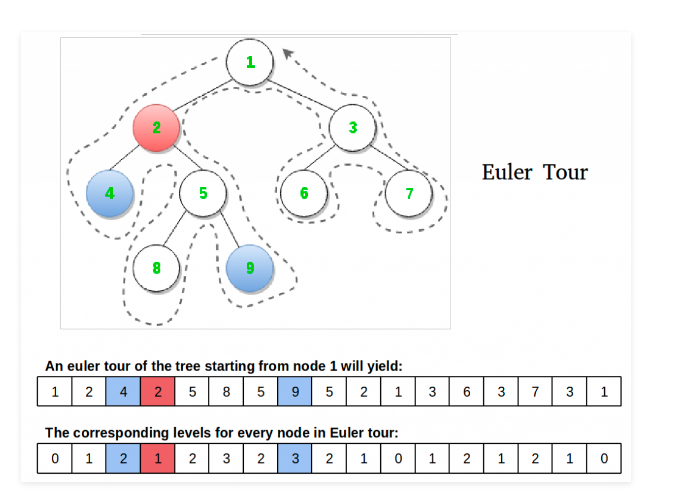 1
2
3
Euler Tour
4
5
6
7
8
9
An euler tour of the tree starting from node 1 will yield:
1 2 4 2 5 8 5 9 5 2 1 3 6 3 7 3 1
The corresponding levels for every node in Euler tour:
0 1 2 1 2 3 2 3 2 1 0 1 2 1 2 1 0